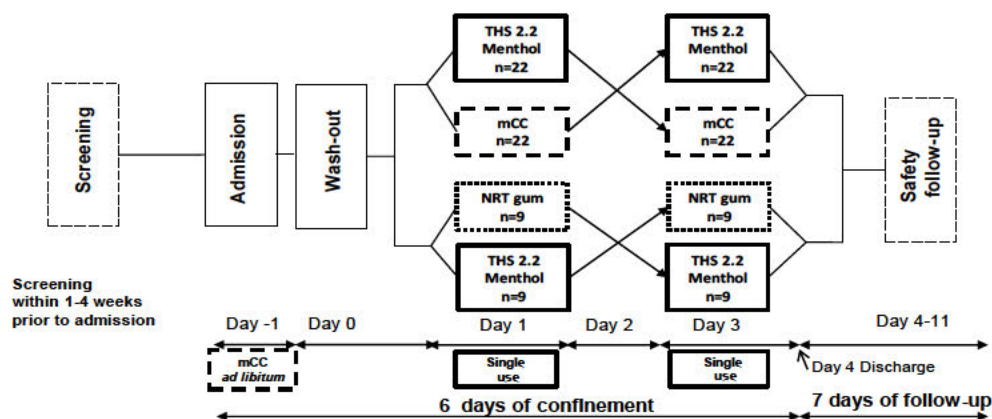 Screening
Admission
Wash-out
THS 2.2
Menthol
n=22
mCC
n=22
NRT gum
n=9
THS 2.2
Menthol
n=9
THS 2.2
Menthol
n=22
mCC
n=22
NRT gum
n=9
THS 2.2
Menthol
n=9
Safety
follow-up
Screening
within 1-4 weeks
prior to admission
Day -1
Day 0
Day 1
Day 2
Day 3
Day 4-11
mCC
ad libitum
Single
use
Single
use
Day 4 Discharge
6 days of confinement
7 days of follow-up